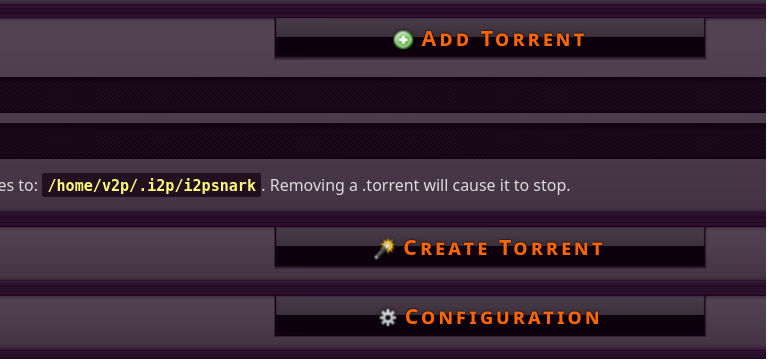 Add Torrent
es to: /home/v2p/.i2p/i2psnark. Removing a .torrent will cause it to stop.
Create Torrent
Configuration